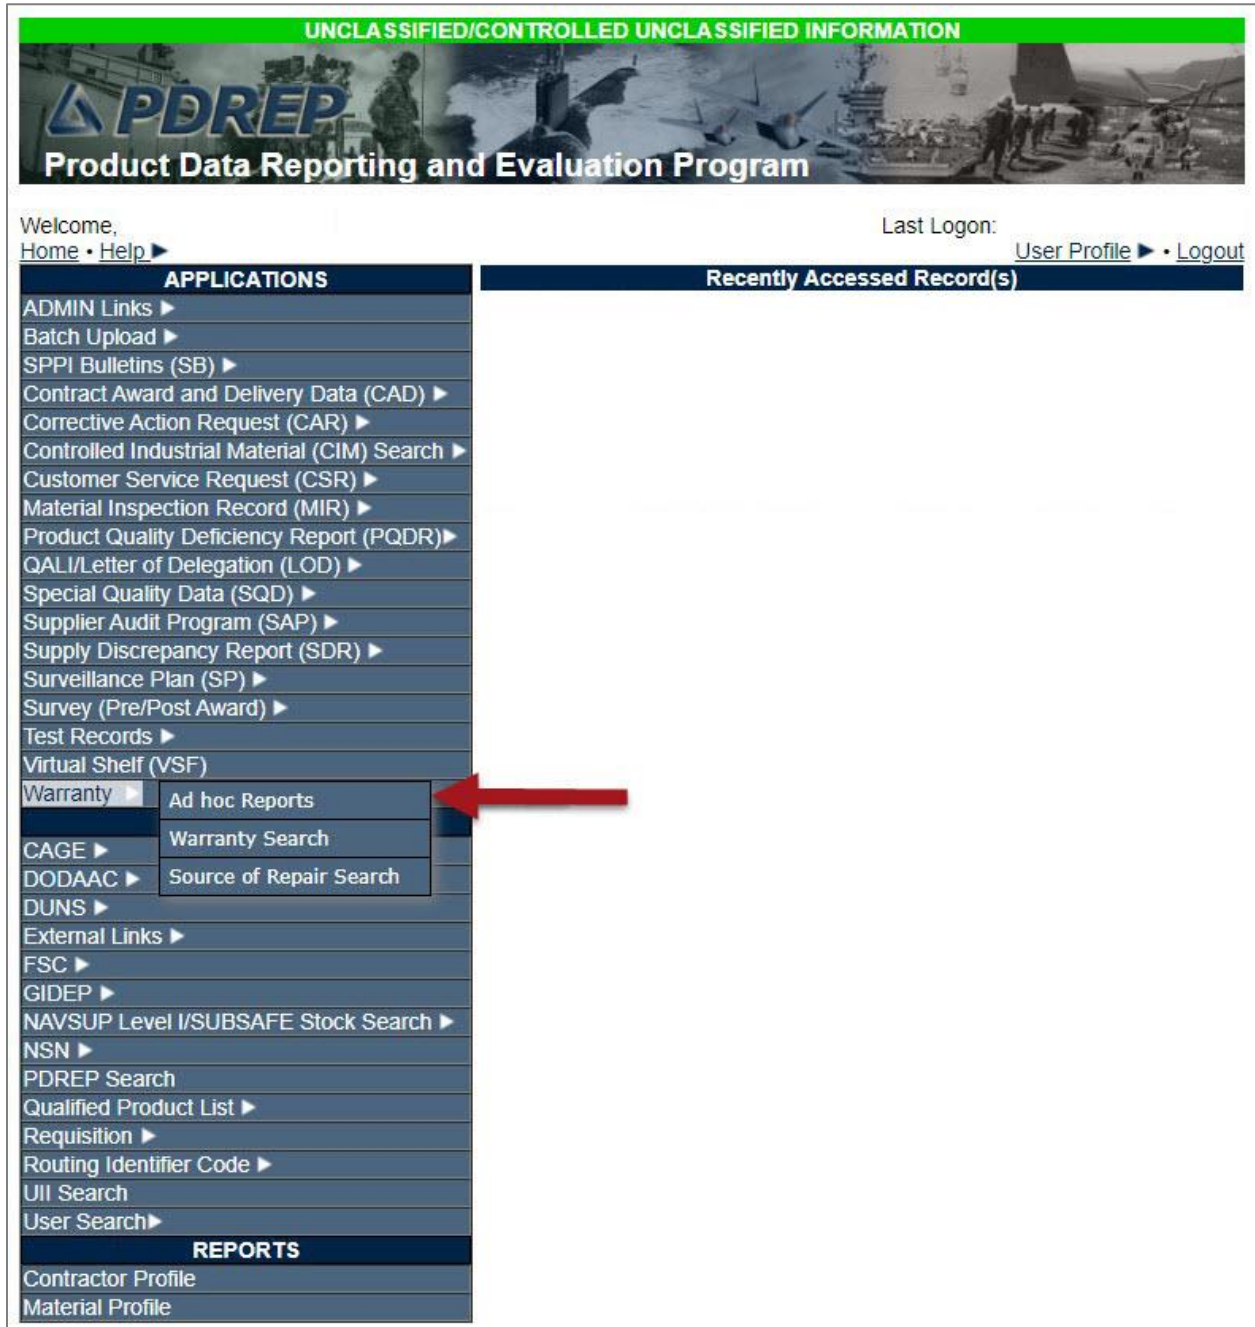 UNCLASSIFIED/CONTROLLED UNCLASSIFIED INFORMATION
PDREP
Product Data Reporting and Evaluation Program
Welcome, Last Logon:
Home • Help ► User Profile ► • Logout
APPLICATIONS Recently Accessed Record(s)
ADMIN Links ►
Batch Upload ►
SPPI Bulletins (SB) ►
Contract Award and Delivery Data (CAD) ►
Corrective Action Request (CAR) ►
Controlled Industrial Material (CIM) Search ►
Customer Service Request (CSR) ►
Material Inspection Record (MIR) ►
Product Quality Deficiency Report (PQDR)►
QALI/Letter of Delegation (LOD) ►
Special Quality Data (SQD) ►
Supplier Audit Program (SAP) ►
Supply Discrepancy Report (SDR) ►
Surveillance Plan (SP) ►
Survey (Pre/Post Award) ►
Test Records ►
Virtual Shelf (VSF)
Warranty ►
Ad hoc Reports
Warranty Search
Source of Repair Search
CAGE ►
DODAAC ►
DUNS ►
External Links ►
FSC ►
GIDEP ►
NAVSUP Level I/SUBSAFE Stock Search ►
NSN ►
PDREP Search
Qualified Product List ►
Requisition ►
Routing Identifier Code ►
UII Search
User Search►
REPORTS
Contractor Profile
Material Profile